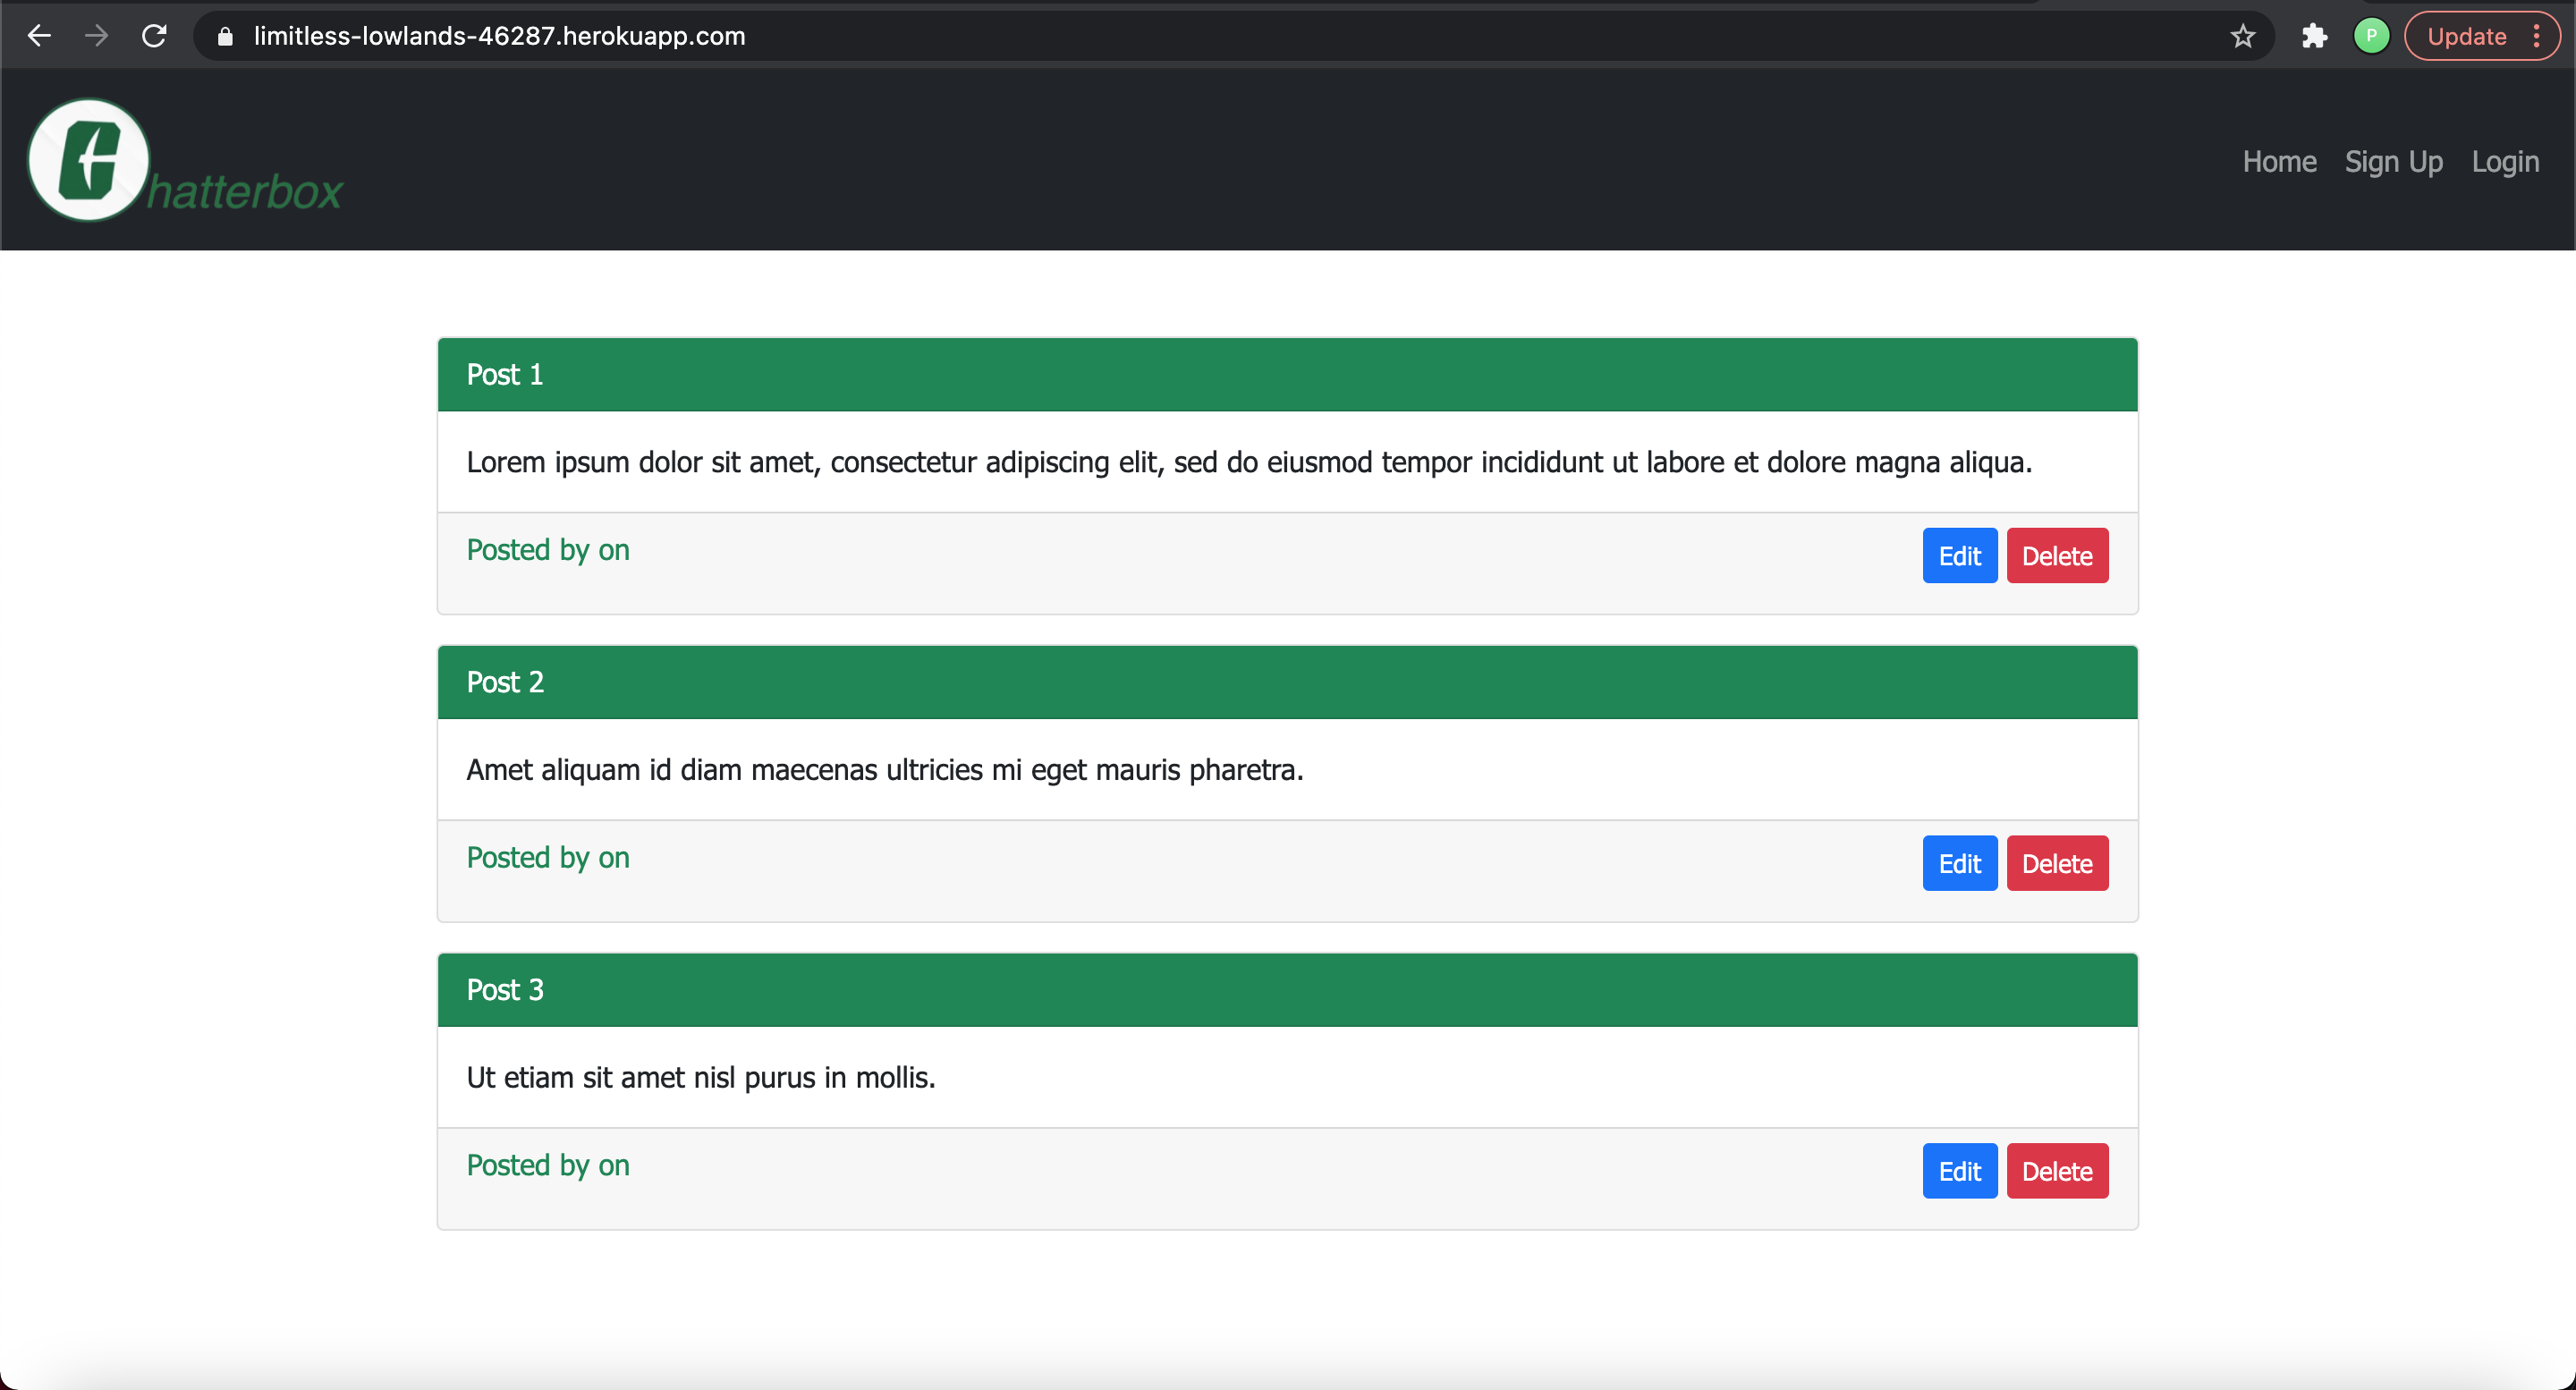 limitless-lowlands-46287.herokuapp.com
P
Update
hatterbox
Home Sign Up Login
Post 1
Lorem ipsum dolor sit amet, consectetur adipiscing elit, sed do eiusmod tempor incididunt ut labore et dolore magna aliqua.
Posted by on
Edit Delete
Post 2
Amet aliquam id diam maecenas ultricies mi eget mauris pharetra.
Posted by on
Edit Delete
Post 3
Ut etiam sit amet nisl purus in mollis.
Posted by on
Edit Delete